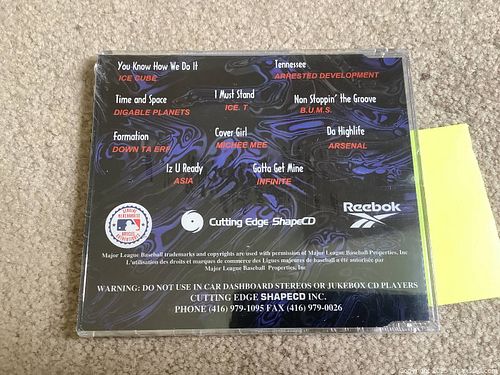 You Know How We Do It
ICE CUBE
Tennessee
ARRESTED DEVELOPMENT
Time and Space
DIGABLE PLANETS
I Must Stand
ICE. T
Non Stoppin' the Groove
B.U.M.S.
Formation
DOWN TA ERF
Cover Girl
MICHEE MEE
Da Highlife
ARSENAL
Iz U Ready
ASIA
Gotta Get Mine
INFINITE
Cutting Edge ShapeCD
Reebok
Major League Baseball trademarks and copyrights are used with permission of Major League Baseball Properties, Inc
L'utilisation des droits et marques de commerce des Ligues majeures de baseball a été autorisée par
Major League Baseball Properties, Inc
WARNING: DO NOT USE IN CAR DASHBOARD STEREOS OR JUKEBOX CD PLAYERS
CUTTING EDGE SHAPECD INC.
PHONE (416) 979-1095 FAX (416) 979-0026